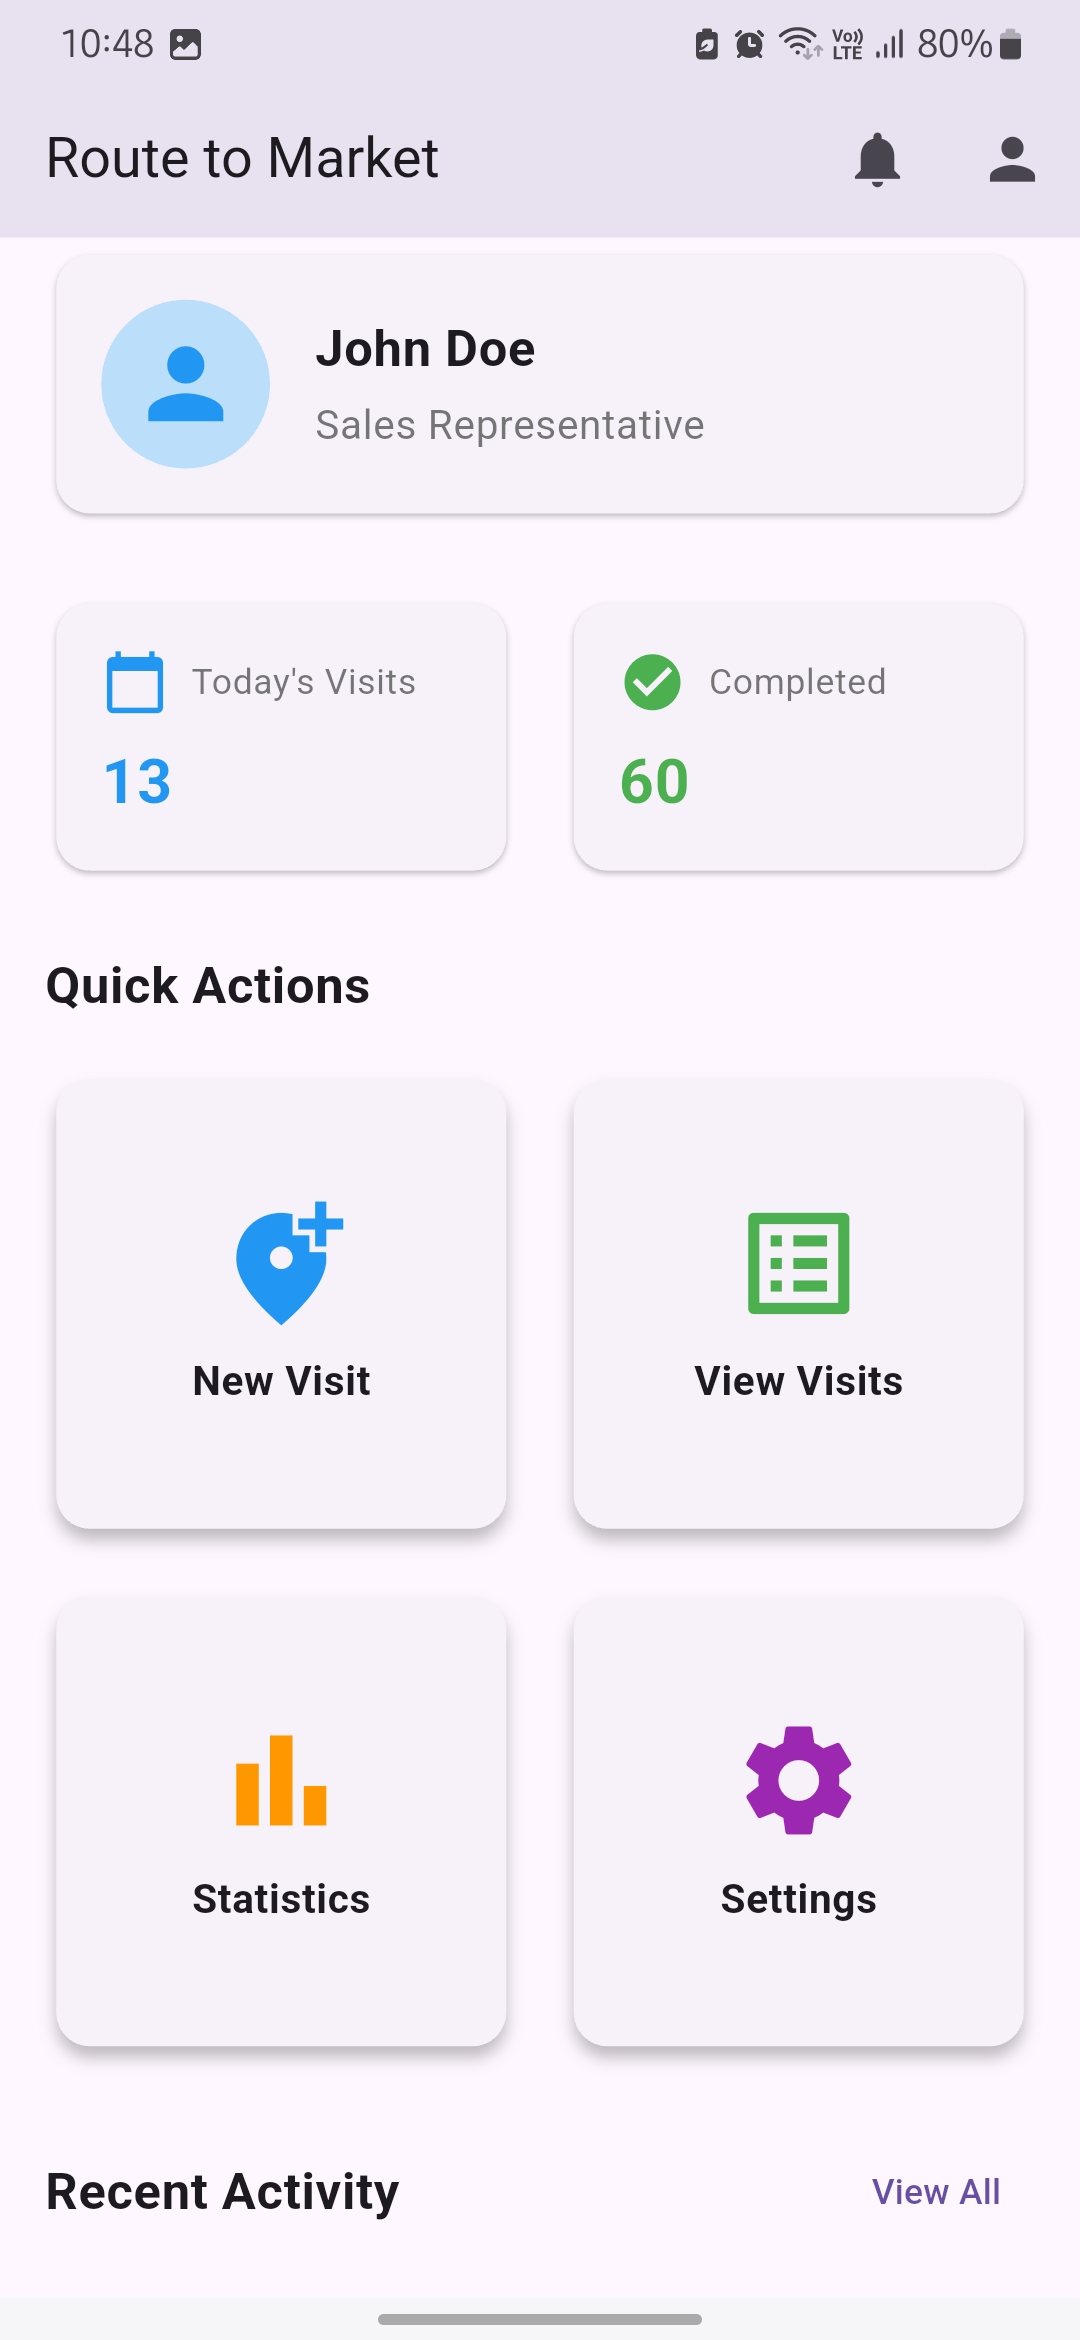 10:48
Vo)) LTE
80%
Route to Market
John Doe
Sales Representative
Today's Visits
13
Completed
60
Quick Actions
New Visit
View Visits
Statistics
Settings
Recent Activity
View All